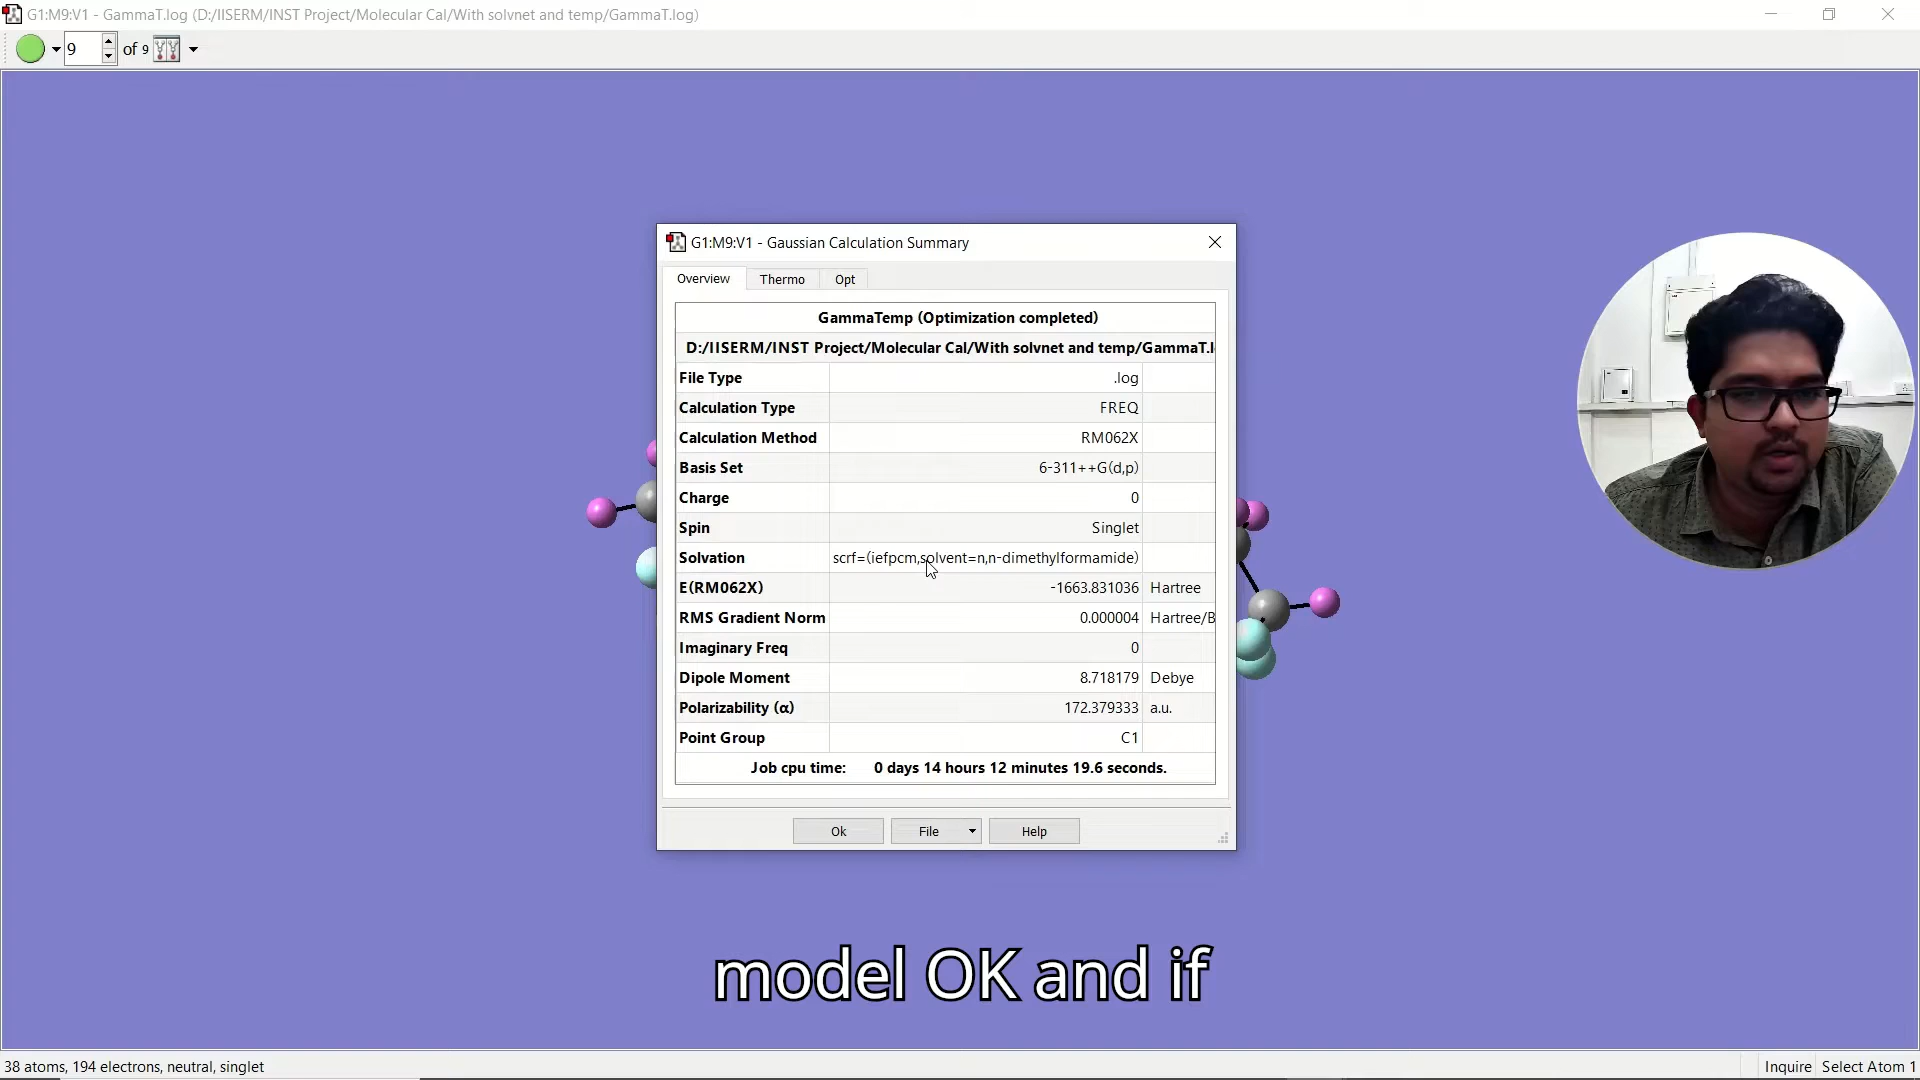 G1:M9:V1 - GammaT.log (D:/IISERM/INST Project/Molecular Cal/With solvnet and temp/GammaT.log)
9 of 9
G1:M9:V1 - Gaussian Calculation Summary
Overview Thermo Opt
GammaTemp (Optimization completed)
D:/IISERM/INST Project/Molecular Cal/With solvnet and temp/GammaT.l
File Type .log
Calculation Type FREQ
Calculation Method RM062X
Basis Set 6-311++G(d,p)
Charge 0
Spin Singlet
Solvation scrf=(iefpcm,solvent=n,n-dimethylformamide)
E(RM062X) -1663.831036 Hartree
RMS Gradient Norm 0.000004 Hartree/B
Imaginary Freq 0
Dipole Moment 8.718179 Debye
Polarizability (α) 172.379333 a.u.
Point Group C1
Job cpu time: 0 days 14 hours 12 minutes 19.6 seconds.
Ok File Help
model OK and if
38 atoms, 194 electrons, neutral, singlet Inquire Select Atom 1